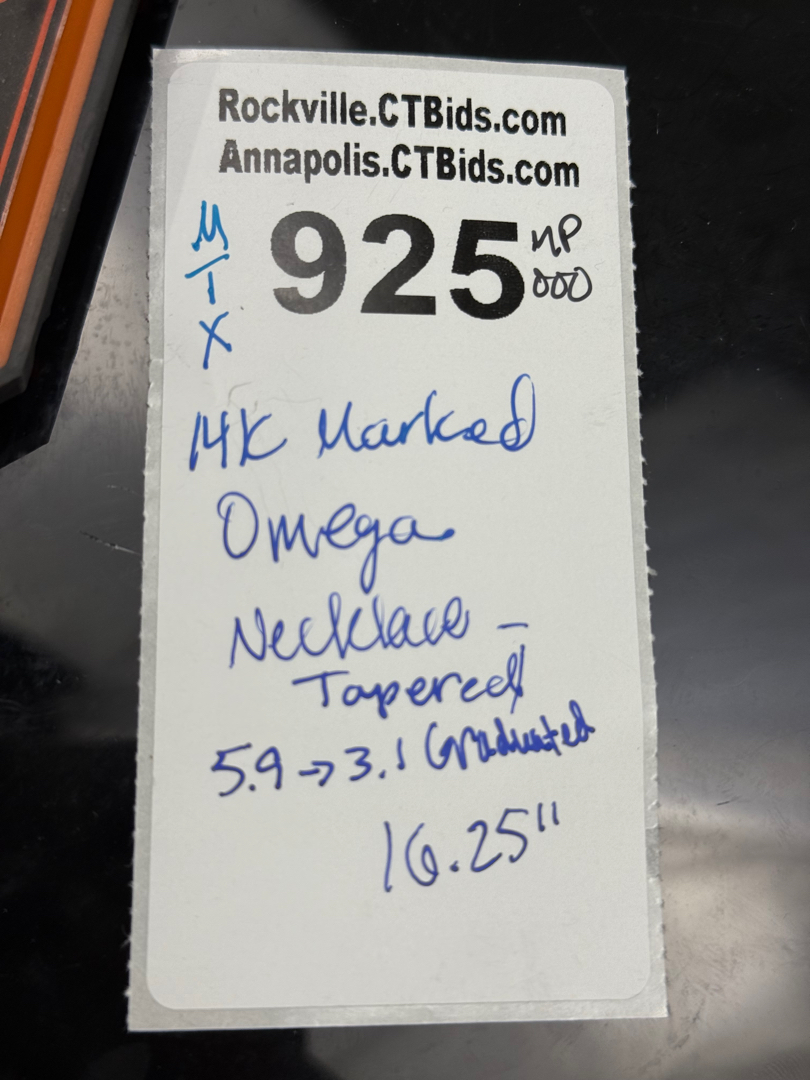 Rockville.CTBids.com
Annapolis.CTBids.com
M
T
X
925
000
14K Marked
Omega
Necklace –
Tapered
5.9 → 3.1 Graduated
16.25"